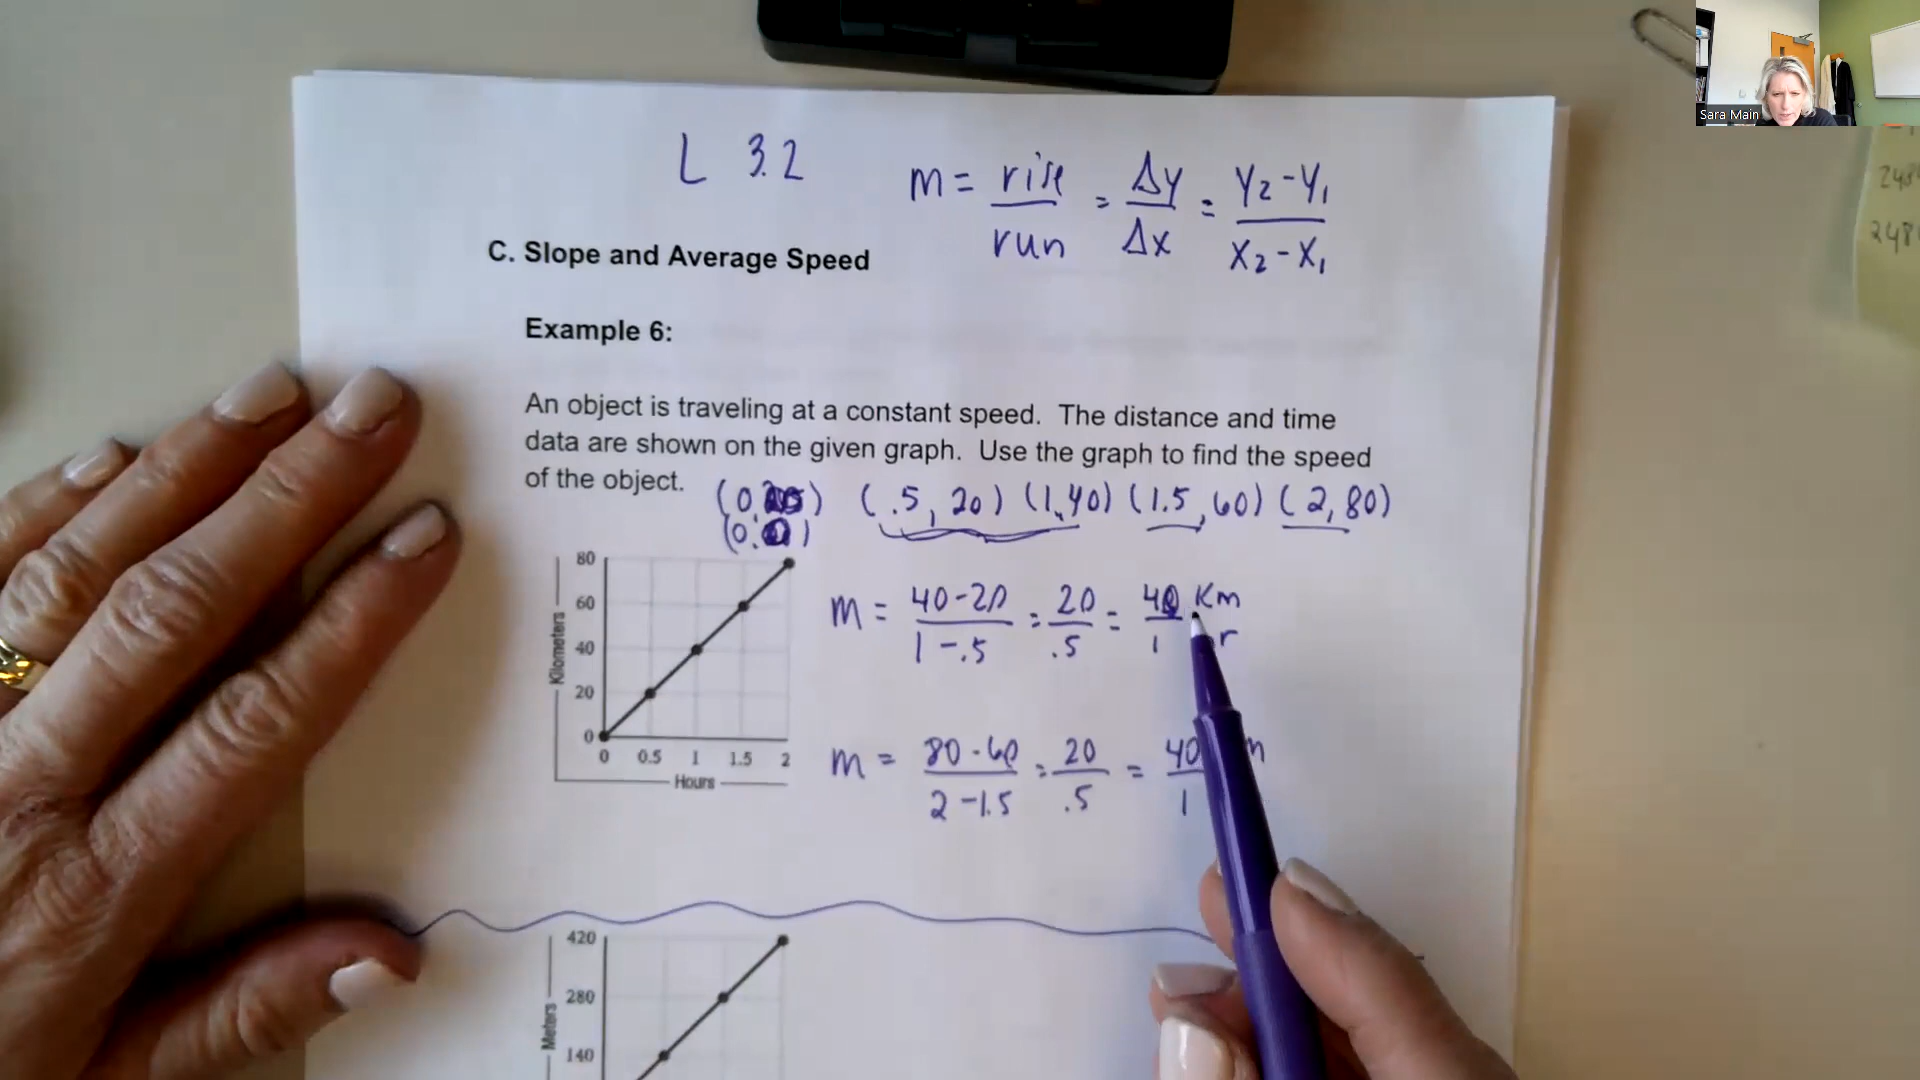 Sara Main
248
248
L 3.2
m = rise/run = Δy/Δx = y₂-y₁/x₂-x₁
C. Slope and Average Speed
Example 6:
An object is traveling at a constant speed. The distance and time
data are shown on the given graph. Use the graph to find the speed
of the object.
(.5, 20) (1, 40) (1.5, 60) (2, 80)
80
60
40
20
0
Kilometers
0 0.5 1 1.5 2
Hours
m = 40-20/1-.5 = 20/.5 = 40/1 Km
m = 80-60/2-1.5 = 20/.5 = 40/1
420
280
140
Meters